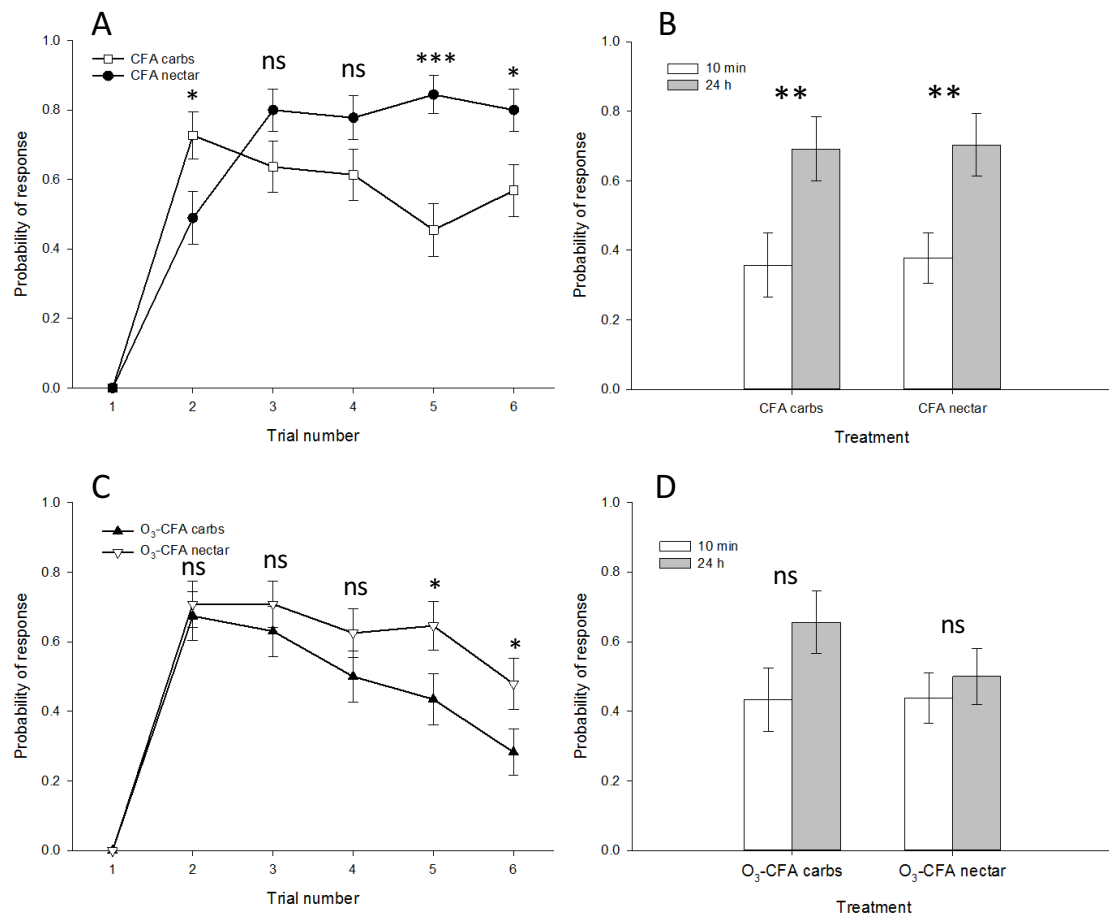 A
CFA carbs
CFA nectar
1.0
0.8
0.6
0.4
0.2
0.0
* ns ns *** *
1 2 3 4 5 6
Trial number
Probability of response
B
10 min
24 h
1.0
0.8
0.6
0.4
0.2
0.0
** **
CFA carbs CFA nectar
Treatment
Probability of response
C
O₃-CFA carbs
O₃-CFA nectar
1.0
0.8
0.6
0.4
0.2
0.0
ns ns ns * *
1 2 3 4 5 6
Trial number
Probability of response
D
10 min
24 h
1.0
0.8
0.6
0.4
0.2
0.0
ns ns
O₃-CFA carbs O₃-CFA nectar
Treatment
Probability of response